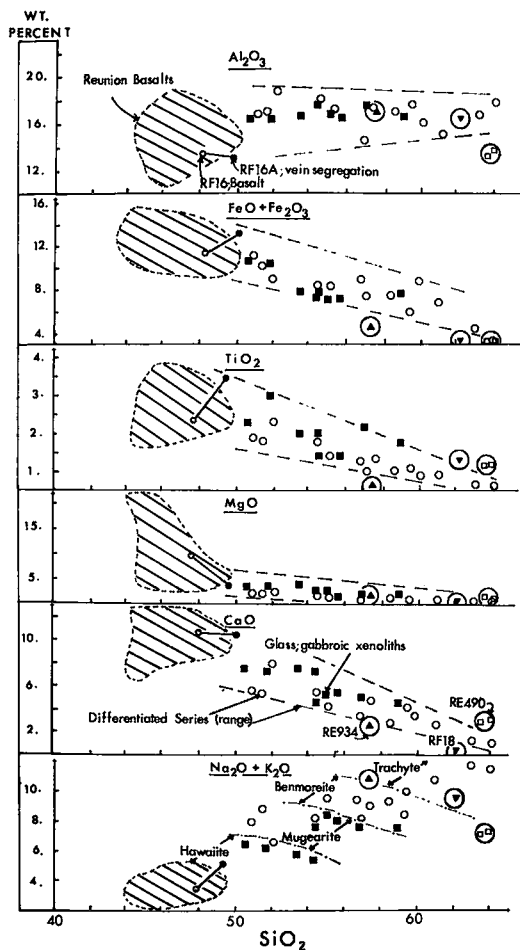 WT.
PERCENT
Al2O3
20.
16.
12.
Reunion Basalts
RF16A; vein segregation
RF16; Basalt
FeO + Fe2O3
16.
12.
8.
4.
TiO2
4.
3.
2.
1.
MgO
15.
5.
CaO
10.
6.
2.
Glass; gabbroic xenoliths
Differentiated Series (range)
RE490
RE934
RF18
Na2O + K2O
10.
8.
6.
4.
2.
Trachyte
Benmoreite
Mugearite
Hawaiite
40
50
60
SiO2